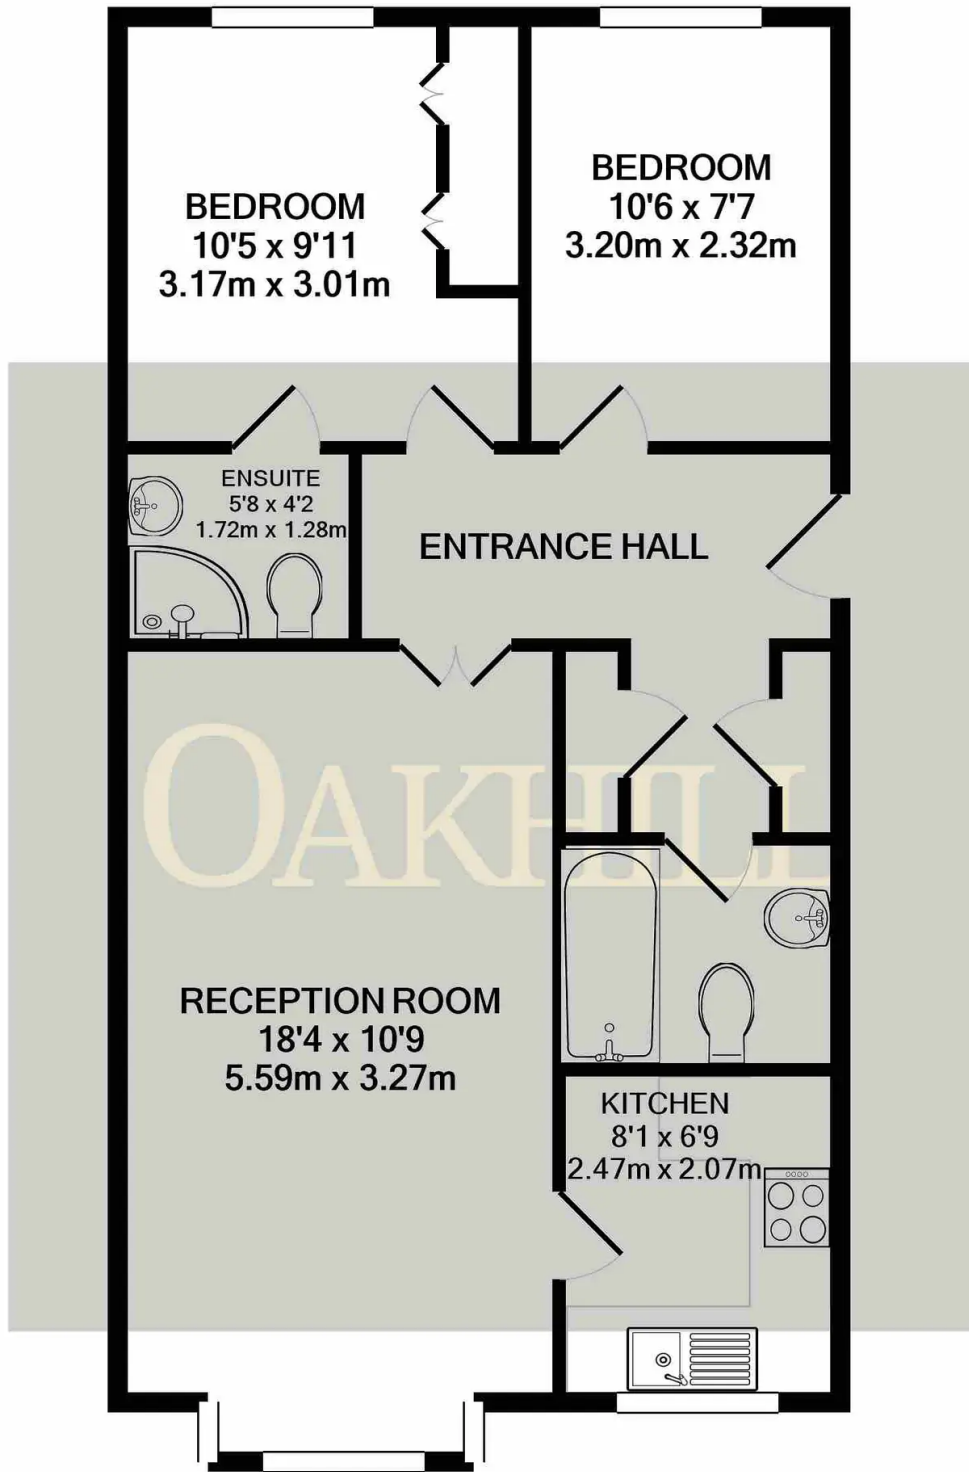 BEDROOM
10'5 x 9'11
3.17m x 3.01m
BEDROOM
10'6 x 7'7
3.20m x 2.32m
ENSUITE
5'8 x 4'2
1.72m x 1.28m
ENTRANCE HALL
OAKHILL
RECEPTION ROOM
18'4 x 10'9
5.59m x 3.27m
KITCHEN
8'1 x 6'9
2.47m x 2.07m